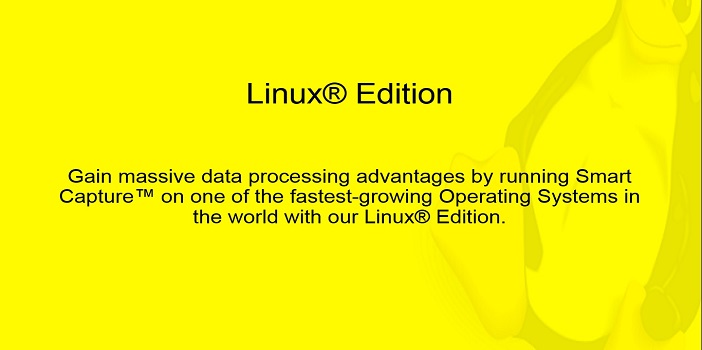 Linux® Edition
Gain massive data processing advantages by running Smart
Capture™ on one of the fastest-growing Operating Systems in
the world with our Linux® Edition.